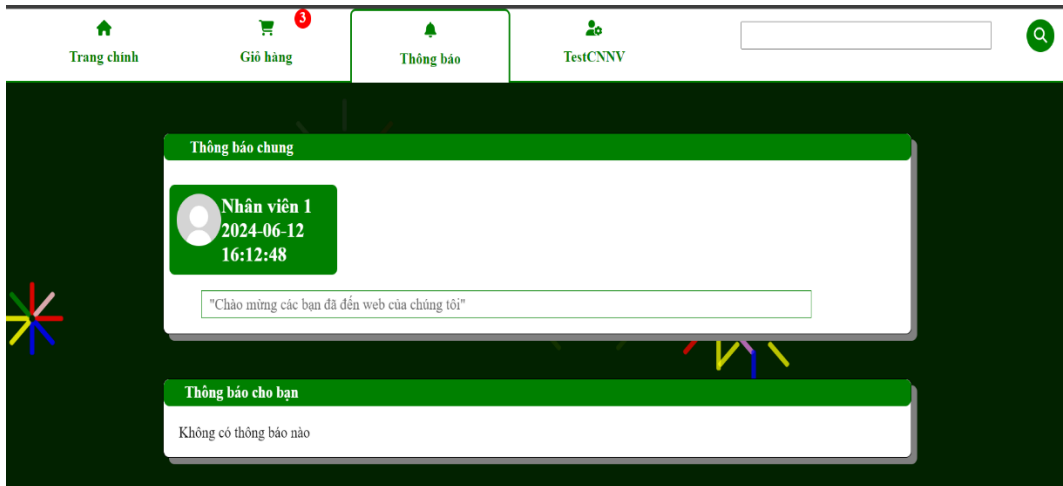 Trang chính
Giỏ hàng
3
Thông báo
TestCNNV
Thông báo chung
Nhân viên 1
2024-06-12
16:12:48
"Chào mừng các bạn đã đến web của chúng tôi"
Thông báo cho bạn
Không có thông báo nào